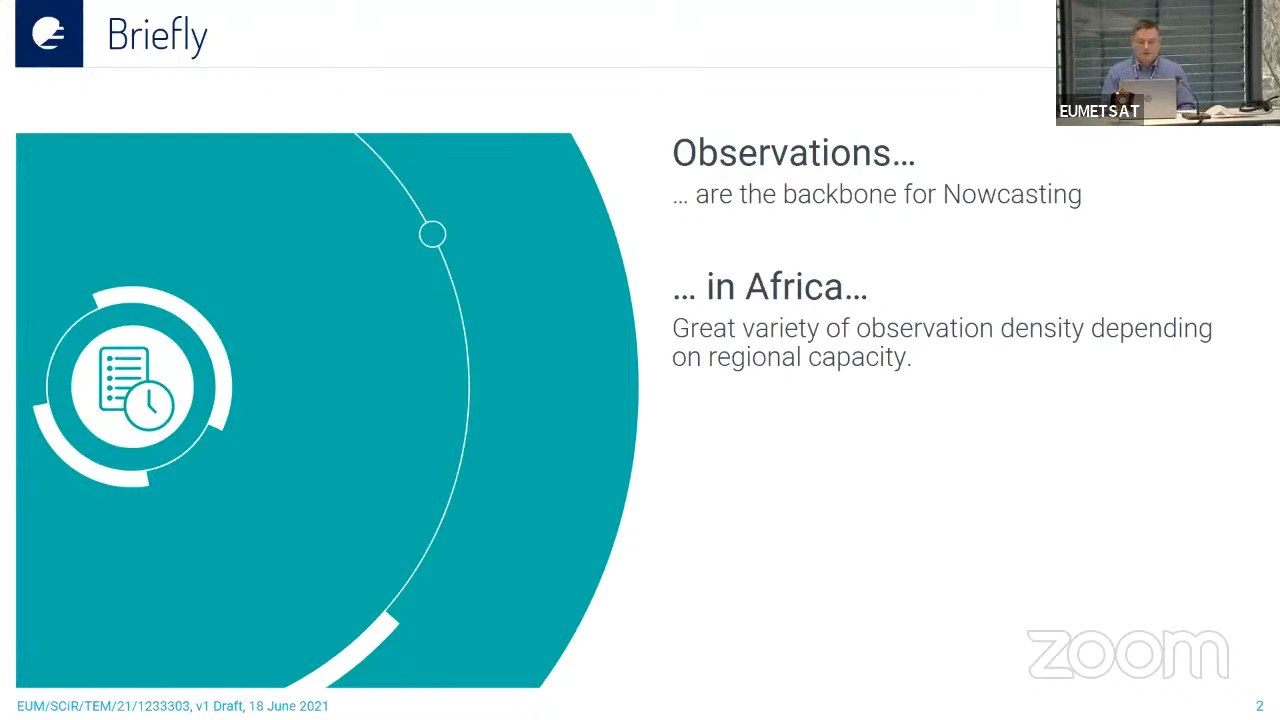 Briefly
EUMETSAT
Observations...
... are the backbone for Nowcasting
... in Africa...
Great variety of observation density depending
on regional capacity.
zoom
EUM/SCIR/TEM/21/1233303, v1 Draft, 18 June 2021
2